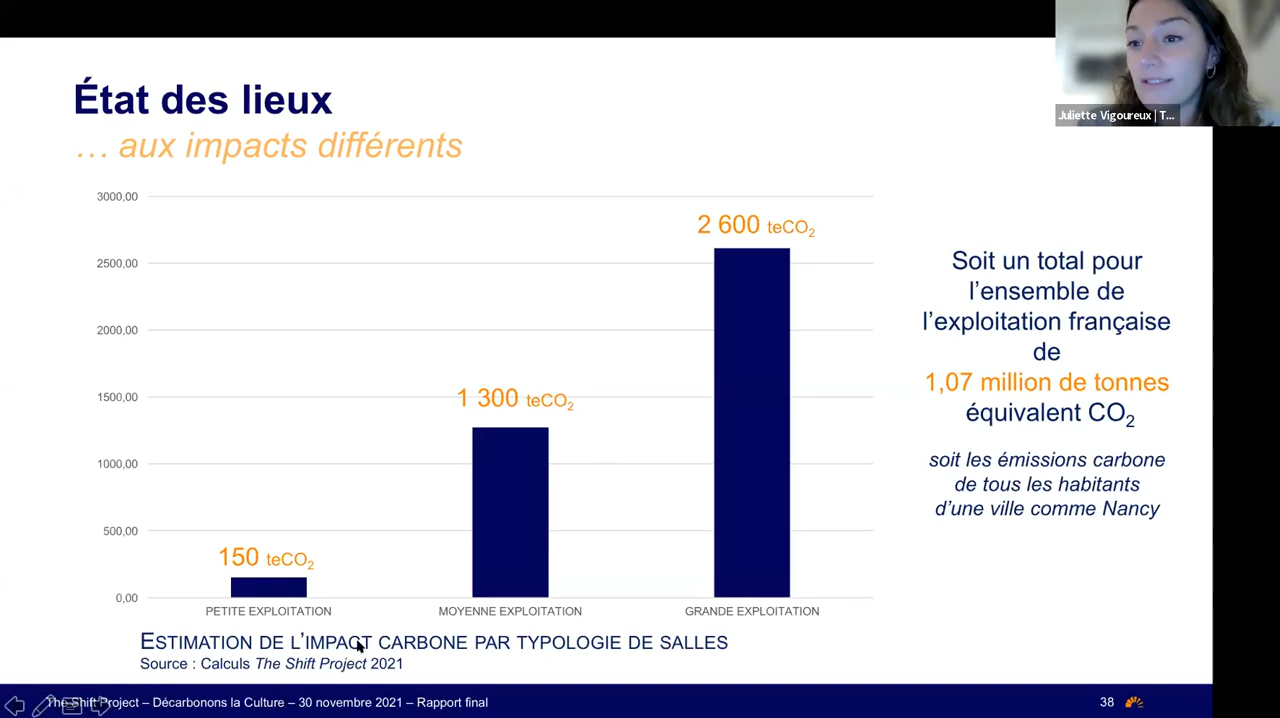 Juliette Vigoureux | T...
État des lieux
… aux impacts différents
3000,00
2500,00
2000,00
1500,00
1000,00
500,00
0,00
150 teCO₂
1 300 teCO₂
2 600 teCO₂
PETITE EXPLOITATION
MOYENNE EXPLOITATION
GRANDE EXPLOITATION
ESTIMATION DE L’IMPACT CARBONE PAR TYPOLOGIE DE SALLES
Source : Calculs The Shift Project 2021
Soit un total pour
l’ensemble de
l’exploitation française
de
1,07 million de tonnes
équivalent CO₂
soit les émissions carbone
de tous les habitants
d’une ville comme Nancy
The Shift Project – Décarbonons la Culture – 30 novembre 2021 – Rapport final
38